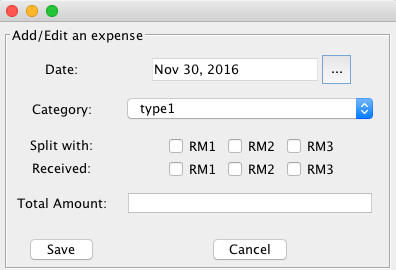 Add/Edit an expense
Date: Nov 30, 2016 ...
Category: type1
Split with: RM1 RM2 RM3
Received: RM1 RM2 RM3
Total Amount:
Save Cancel